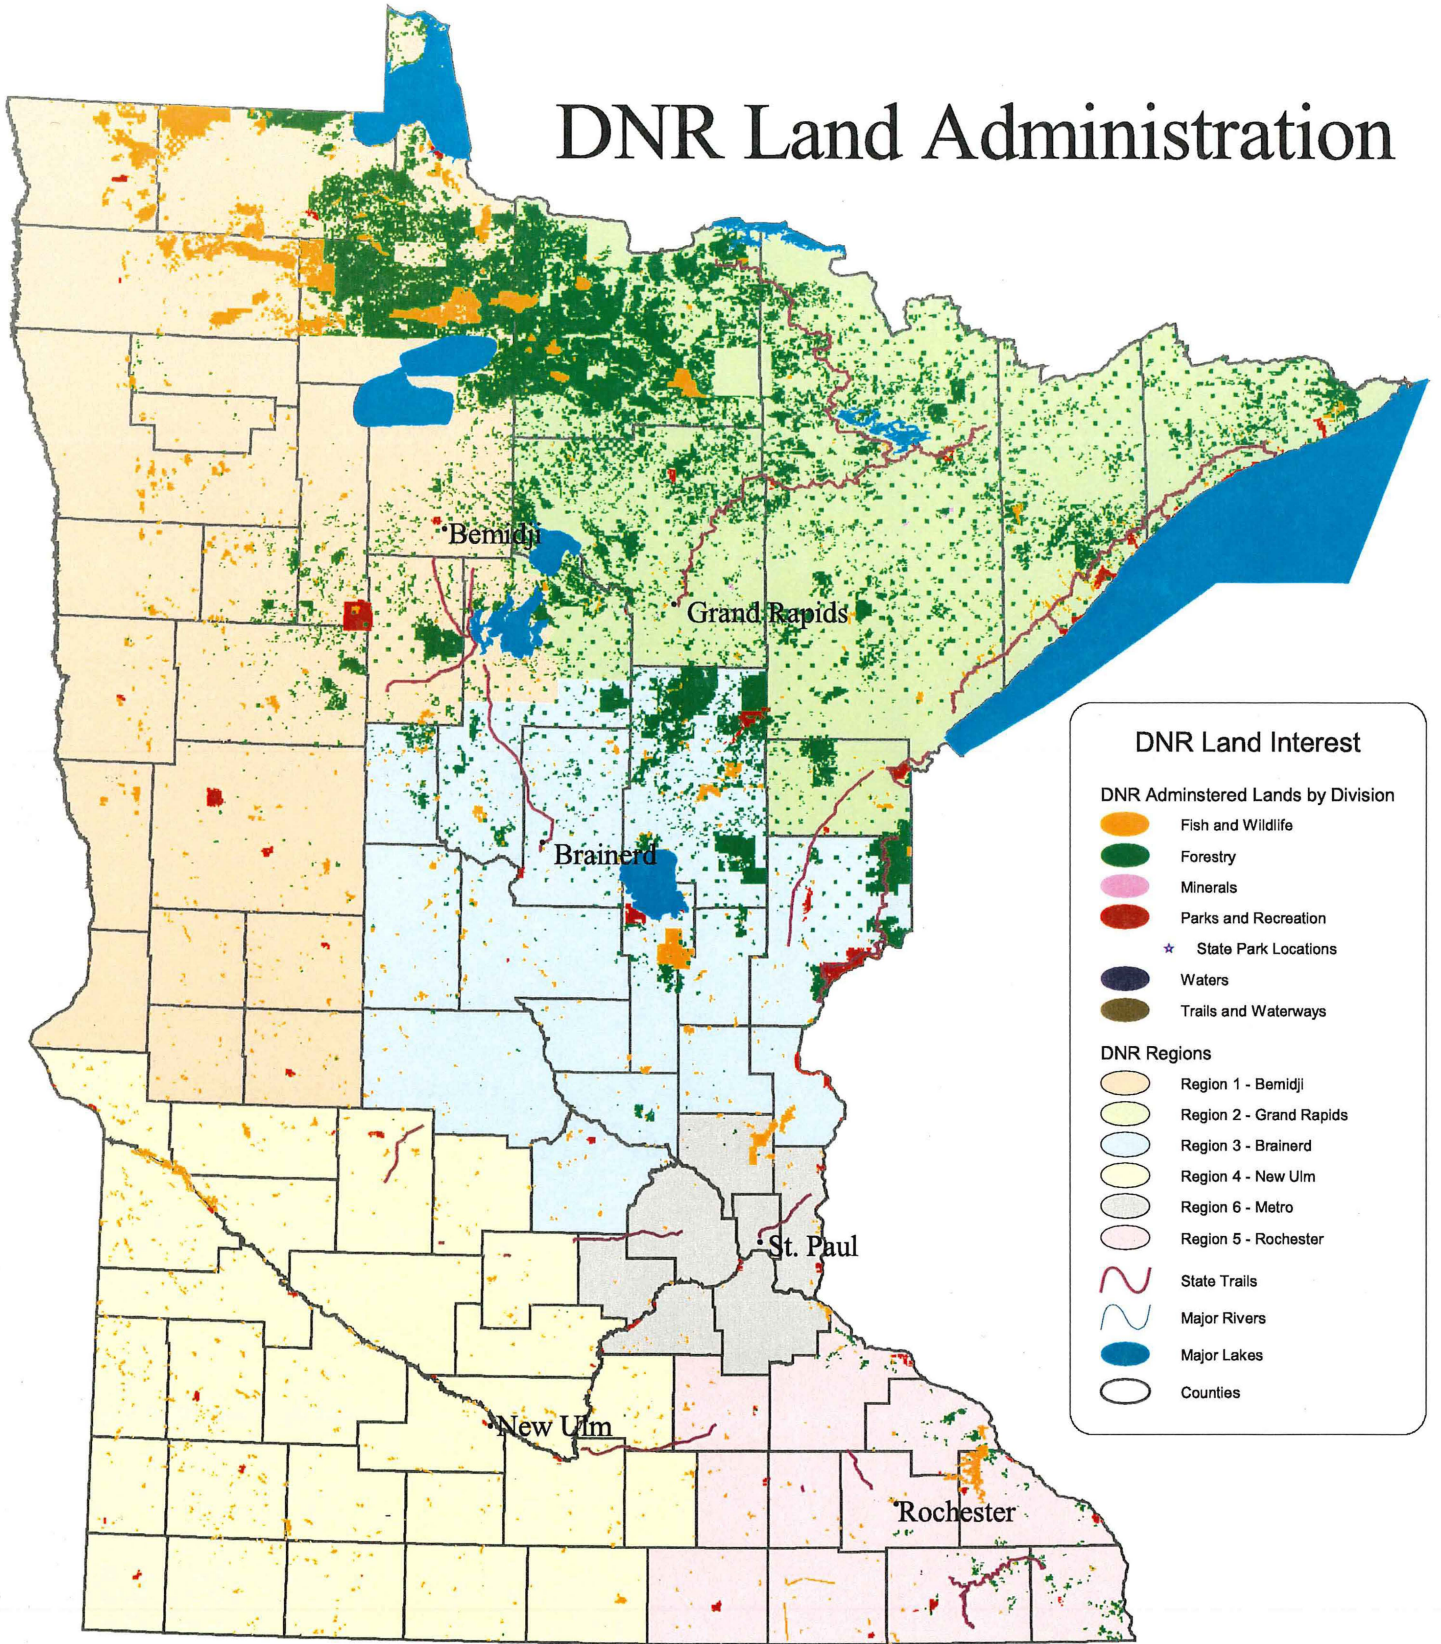 DNR Land Administration
Bemidji
Grand Rapids
Brainerd
St. Paul
New Ulm
Rochester
DNR Land Interest
DNR Adminstered Lands by Division
Fish and Wildlife
Forestry
Minerals
Parks and Recreation
State Park Locations
Waters
Trails and Waterways
DNR Regions
Region 1 - Bemidji
Region 2 - Grand Rapids
Region 3 - Brainerd
Region 4 - New Ulm
Region 6 - Metro
Region 5 - Rochester
State Trails
Major Rivers
Major Lakes
Counties